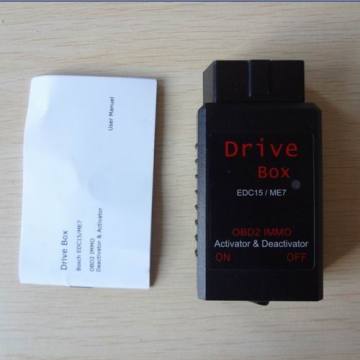 User Manual
Drive Box
Bosch EDC15/ME7
OBD2 IMMO
Deactivator & Activator
Drive
Box
EDC15 / ME7
OBD2 IMMO
Activator & Deactivator
ON OFF